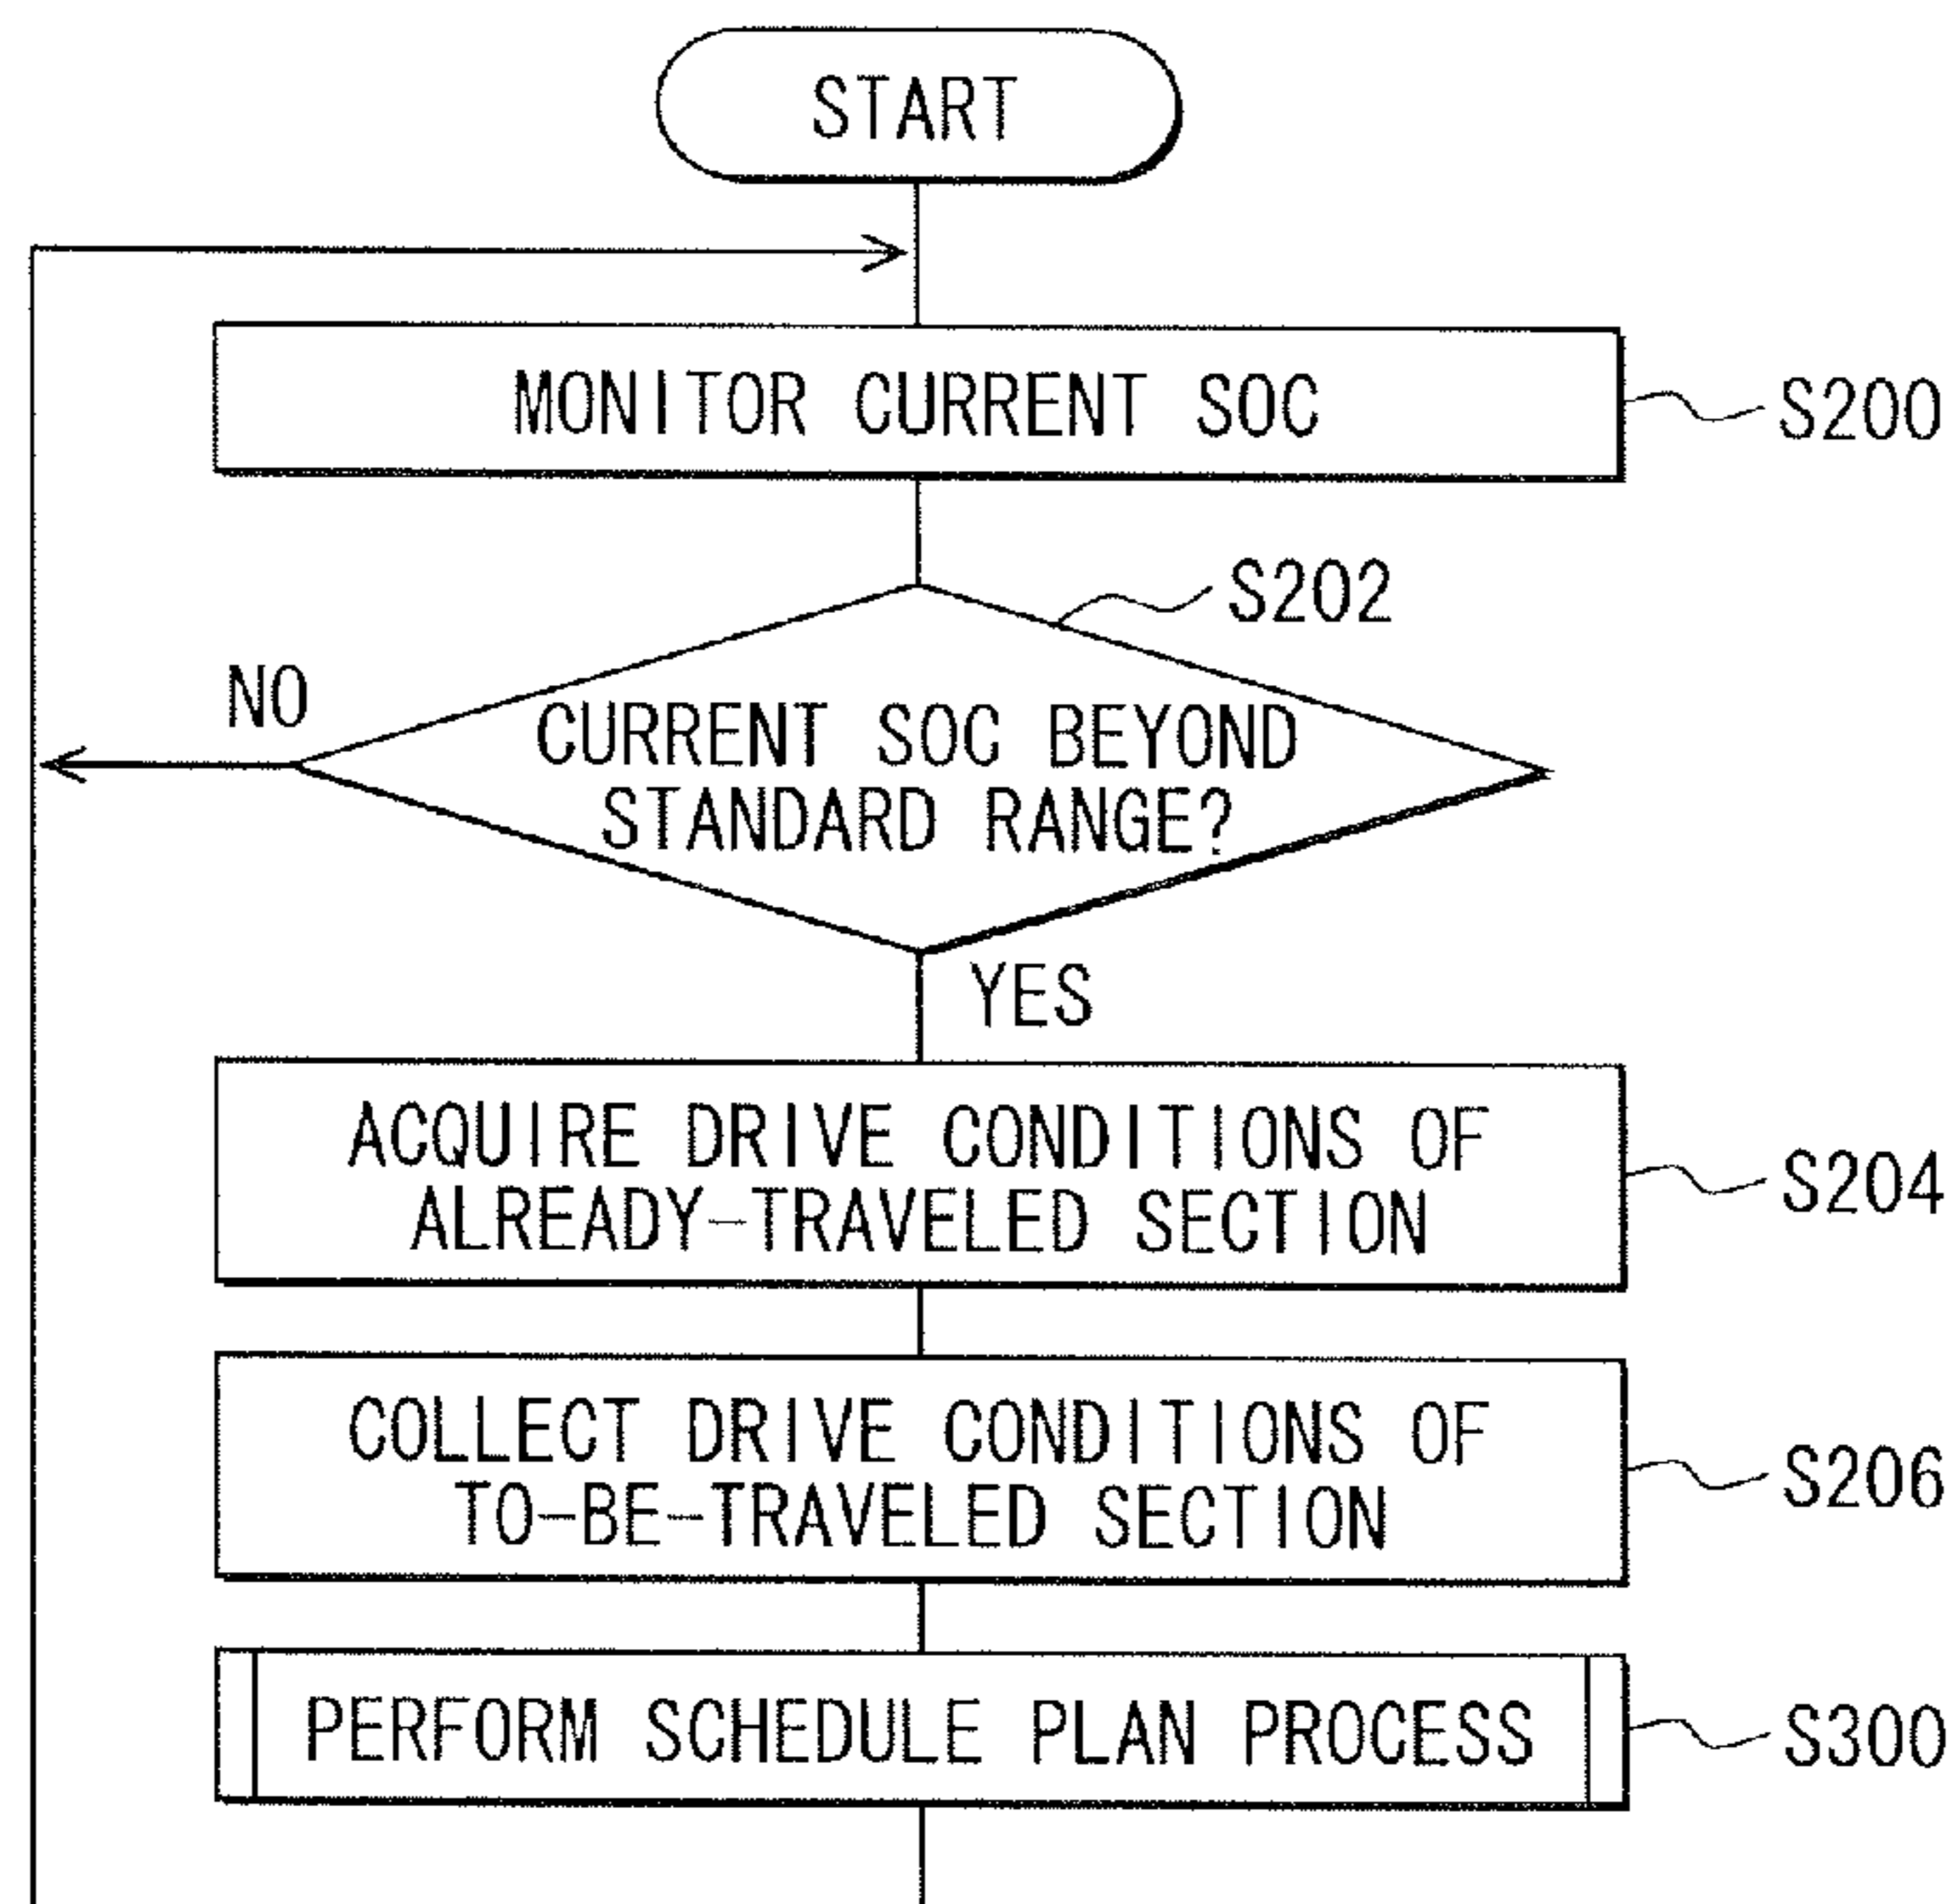 START
MONITOR CURRENT SOC
S200
S202
NO
CURRENT SOC BEYOND
STANDARD RANGE?
YES
ACQUIRE DRIVE CONDITIONS OF
ALREADY-TRAVELED SECTION
S204
COLLECT DRIVE CONDITIONS OF
TO-BE-TRAVELED SECTION
S206
PERFORM SCHEDULE PLAN PROCESS
S300